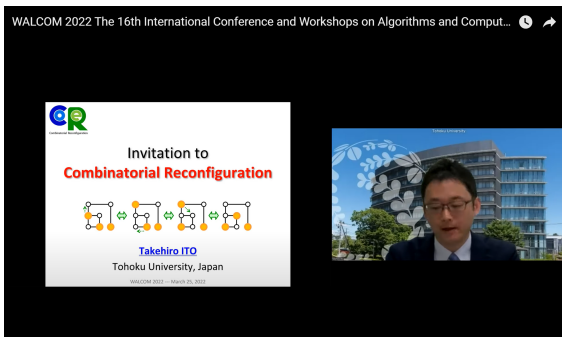 WALCOM 2022 The 16th International Conference and Workshops on Algorithms and Comput...
CR
Combinatorial Reconfiguration
Invitation to
Combinatorial Reconfiguration
Takehiro ITO
Tohoku University, Japan
WALCOM 2022 -- March 25, 2022
Tohoku University